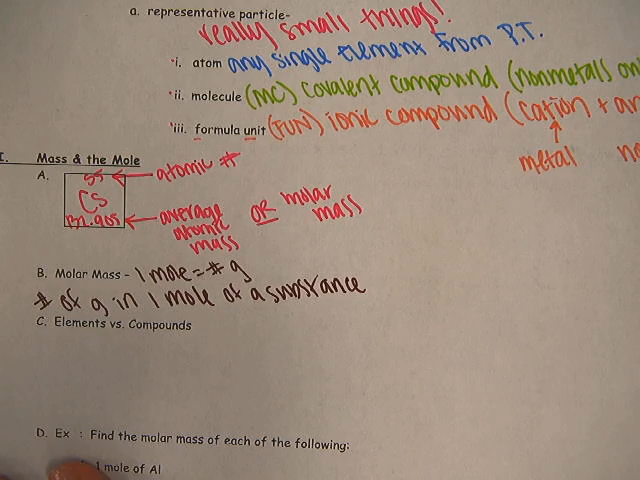 a. representative particle- really small things!
i. atom any single element from P.T.
ii. molecule (MC) covalent compound (nonmetals on
iii. formula unit (FUN) ionic compound (cation + an
metal
I. Mass & the Mole
A. 55 ← atomic #
Cs
132.905 ← average atomic mass OR molar mass
B. Molar Mass - 1 mole = # g
# of g in 1 mole of a substance
C. Elements vs. Compounds
D. Ex : Find the molar mass of each of the following:
1 mole of Al